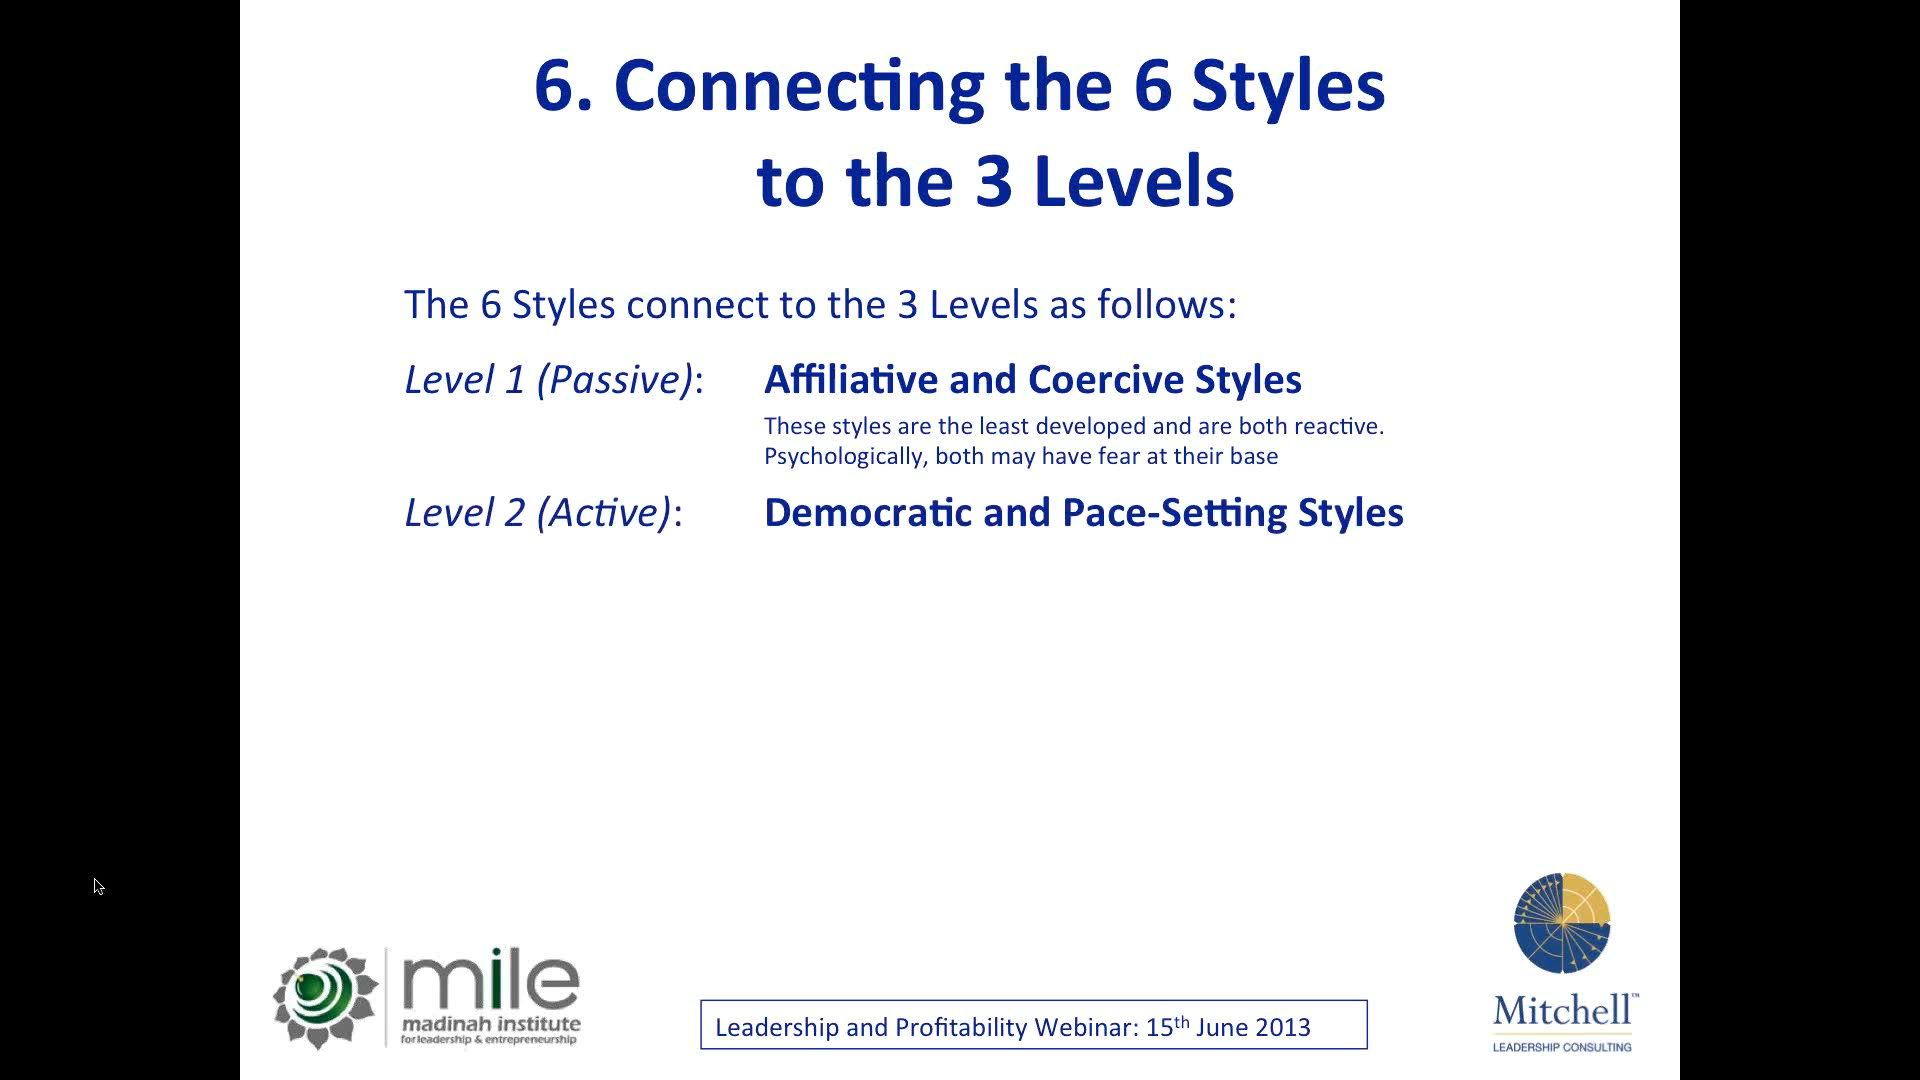 6. Connecting the 6 Styles
to the 3 Levels
The 6 Styles connect to the 3 Levels as follows:
Level 1 (Passive): Affiliative and Coercive Styles
These styles are the least developed and are both reactive.
Psychologically, both may have fear at their base
Level 2 (Active): Democratic and Pace-Setting Styles
mile
madinah institute
for leadership & entrepreneurship
Leadership and Profitability Webinar: 15th June 2013
Mitchell™
LEADERSHIP CONSULTING